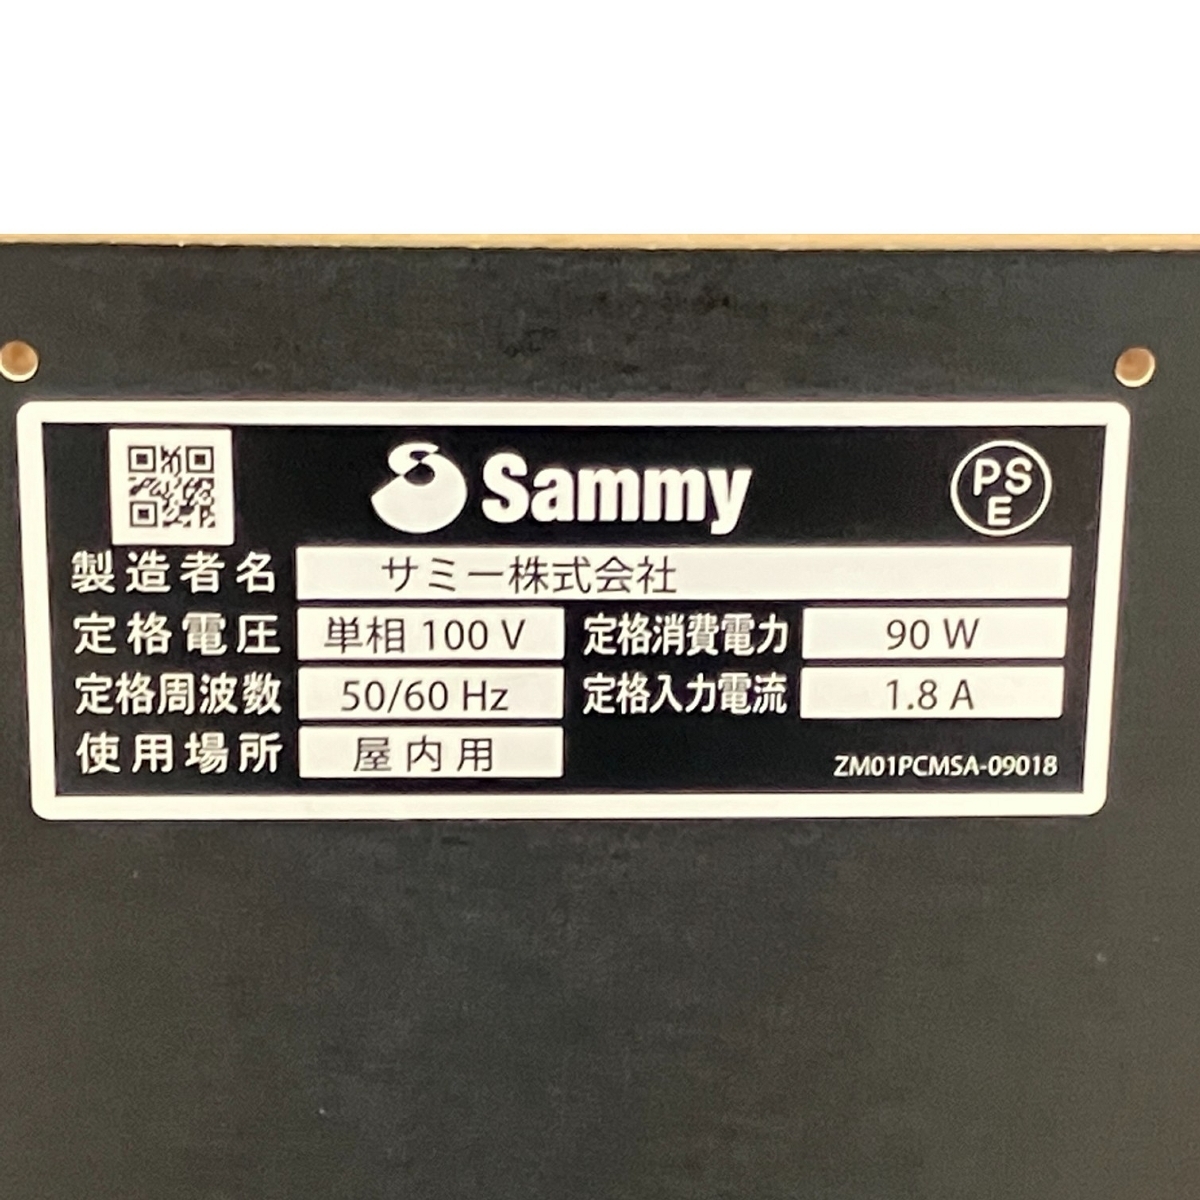 Sammy
PS
E
製造者名 サミー株式会社
定格電圧 単相 100 V 定格消費電力 90 W
定格周波数 50/60 Hz 定格入力電流 1.8 A
使用場所 屋内用
ZM01PCMSA-09018